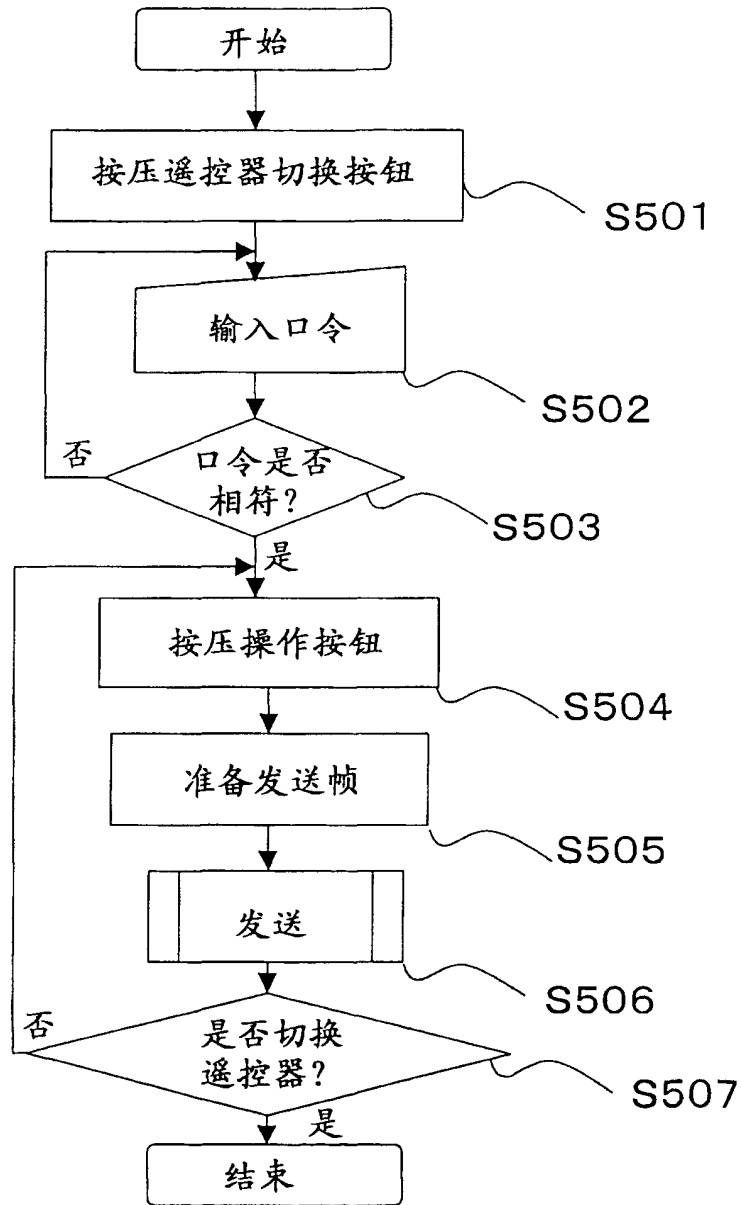 开始
按压遥控器切换按钮
S501
输入口令
S502
否
口令是否
相符?
S503
是
按压操作按钮
S504
准备发送帧
S505
发送
S506
否
是否切换
遥控器?
S507
是
结束